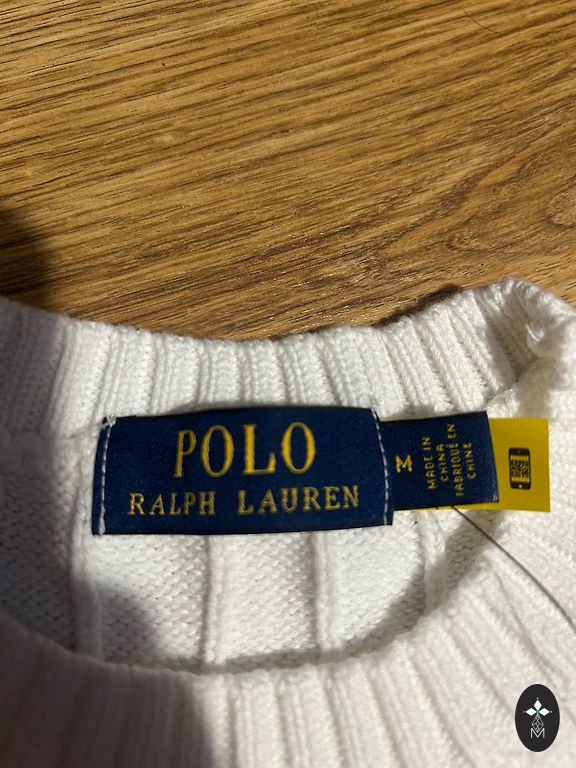 POLO
RALPH LAUREN
M
MADE IN
CHINA
FABRIQUÉ EN
CHINE
M